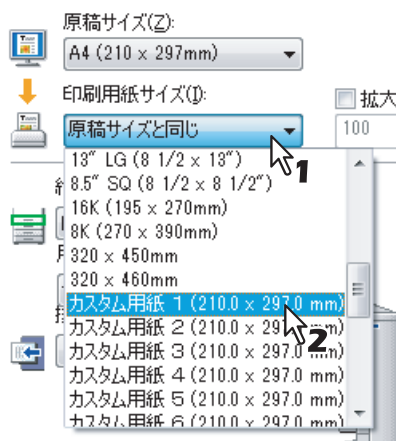 原稿サイズ(Z):
A4 (210 x 297mm)
印刷用紙サイズ(I):
拡大
原稿サイズと同じ
100
1
13" LG (8 1/2 x 13")
8.5" SQ (8 1/2 x 8 1/2")
16K (195 x 270mm)
8K (270 x 390mm)
320 x 450mm
320 x 460mm
カスタム用紙 1 (210.0 x 297.0 mm)
カスタム用紙 2 (210.0 x 297.0 mm)
2
カスタム用紙 3 (210.0 x 297.0 mm)
カスタム用紙 4 (210.0 x 297.0 mm)
カスタム用紙 5 (210.0 x 297.0 mm)
カスタム用紙 6 (210.0 x 297.0 mm)